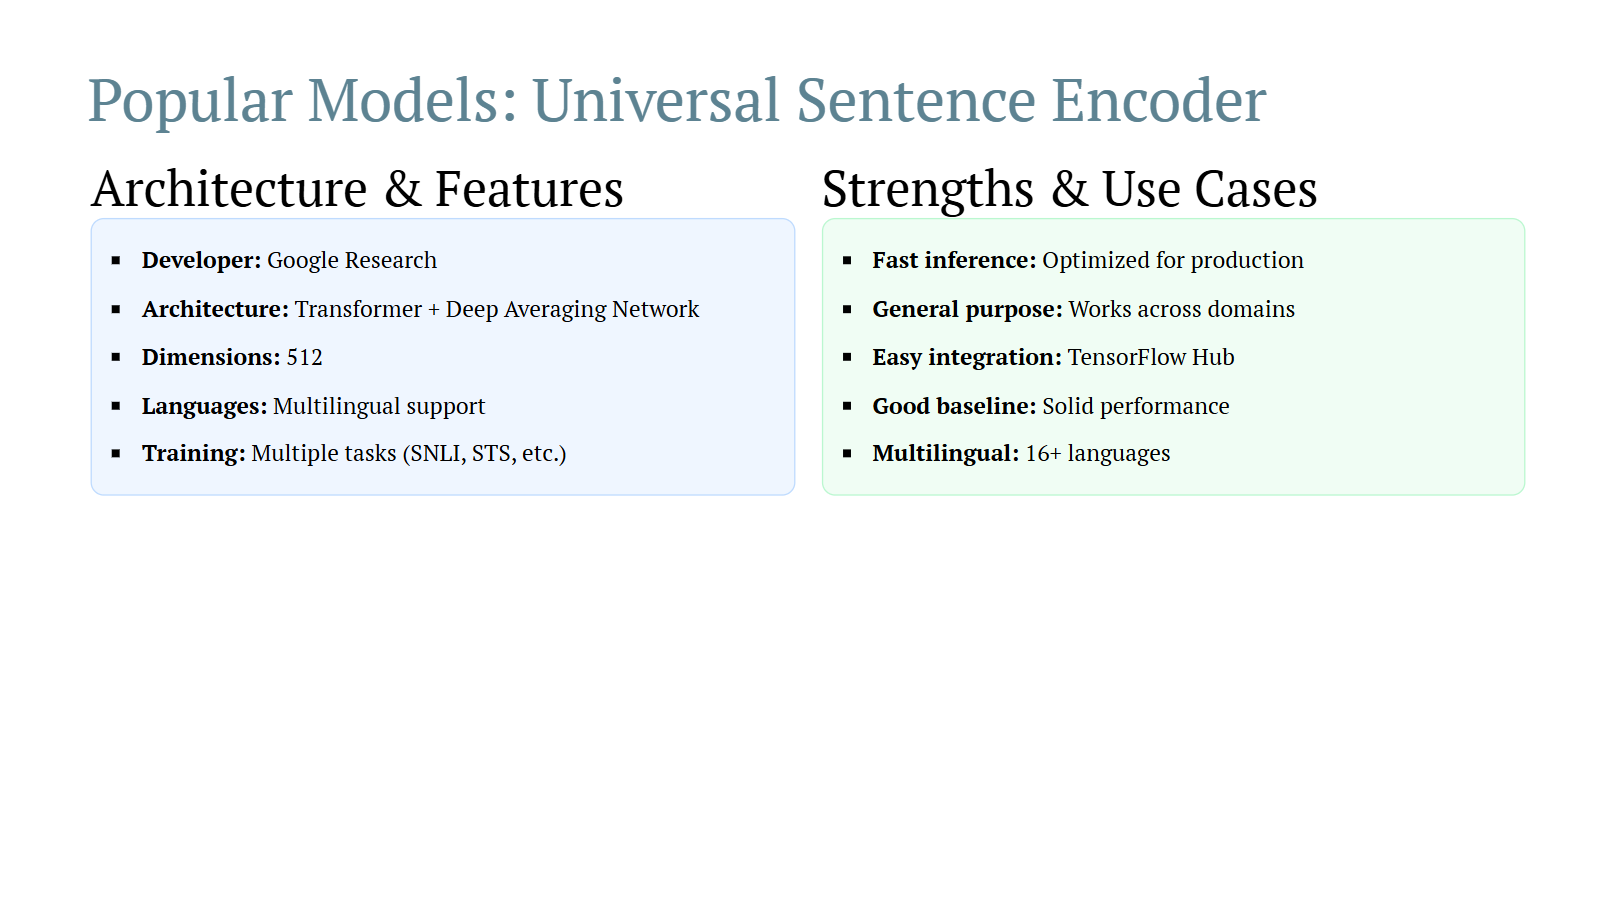 Popular Models: Universal Sentence Encoder
Architecture & Features
Developer: Google Research
Architecture: Transformer + Deep Averaging Network
Dimensions: 512
Languages: Multilingual support
Training: Multiple tasks (SNLI, STS, etc.)
Strengths & Use Cases
Fast inference: Optimized for production
General purpose: Works across domains
Easy integration: TensorFlow Hub
Good baseline: Solid performance
Multilingual: 16+ languages